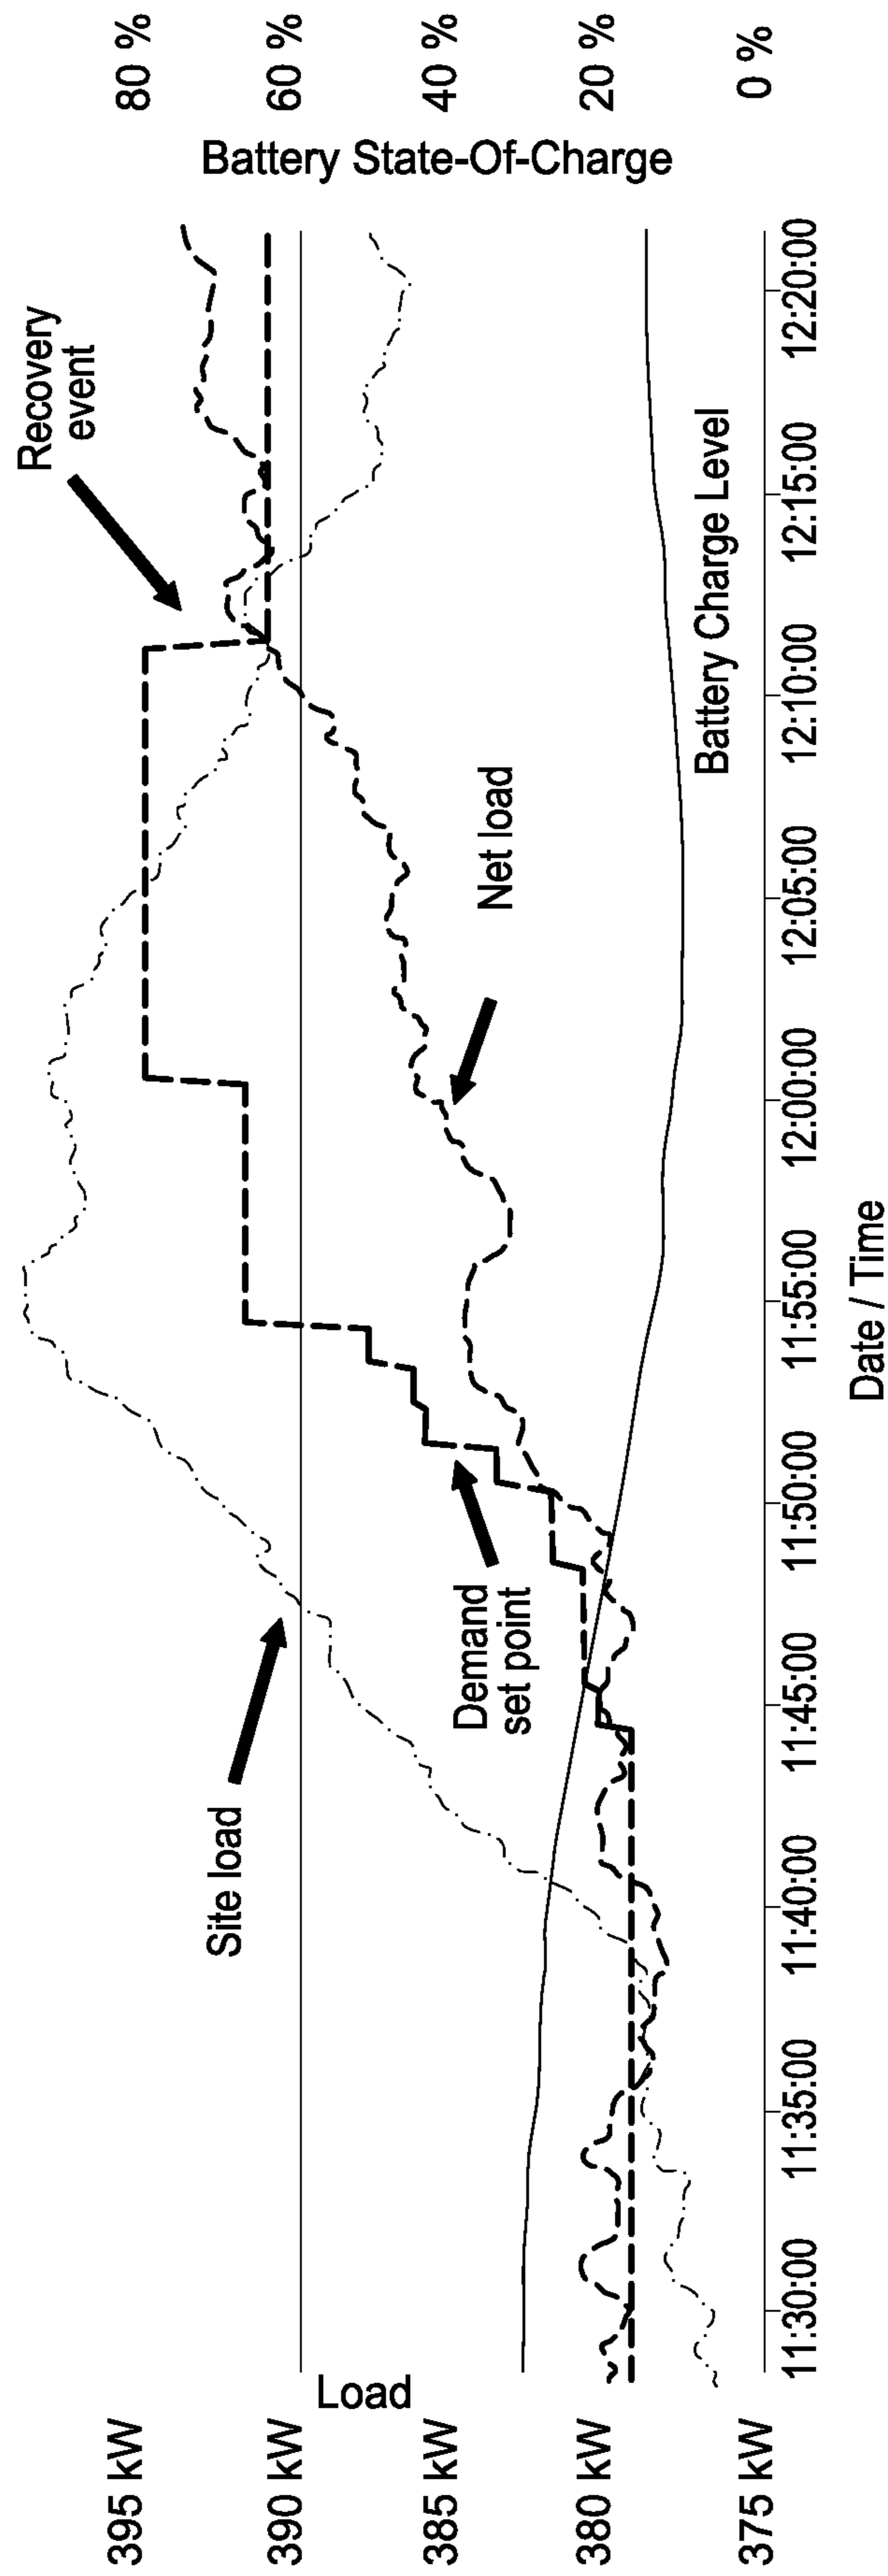 395 kW
390 kW
385 kW
380 kW
375 kW
Load
Site load
Demand
set point
Net load
Recovery
event
Battery Charge Level
80 %
60 %
40 %
20 %
0 %
Battery State-Of-Charge
11:30:00
11:35:00
11:40:00
11:45:00
11:50:00
11:55:00
12:00:00
12:05:00
12:10:00
12:15:00
12:20:00
Date / Time